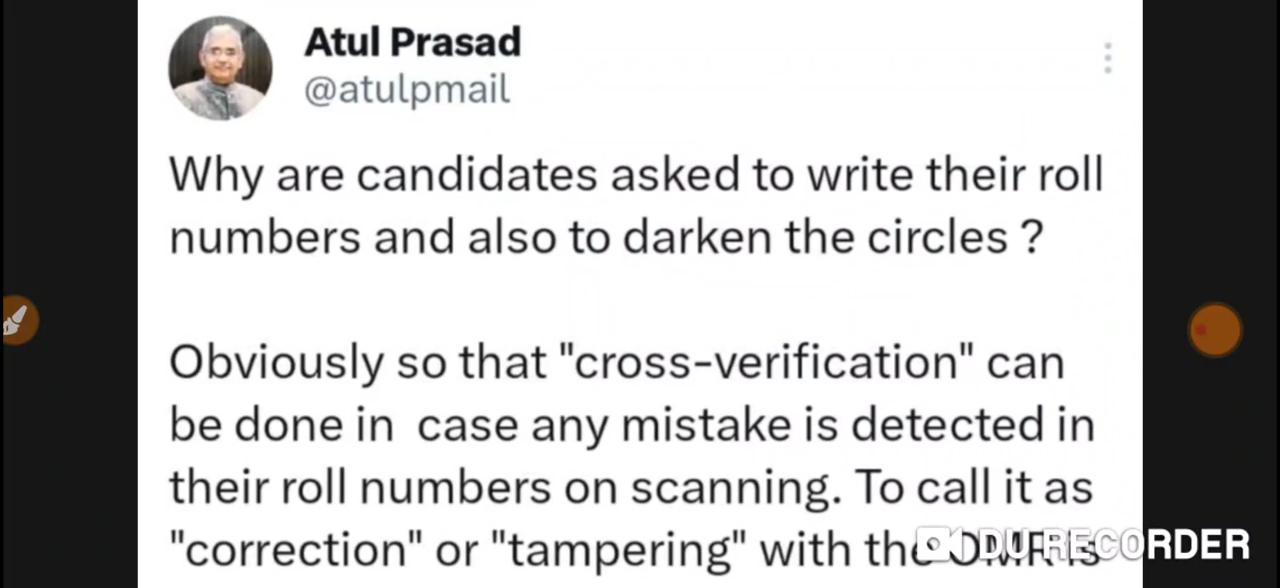 Atul Prasad
@atulpmail
Why are candidates asked to write their roll
numbers and also to darken the circles ?
Obviously so that "cross-verification" can
be done in case any mistake is detected in
their roll numbers on scanning. To call it as
"correction" or "tampering" with the OMR is
DU RECORDER